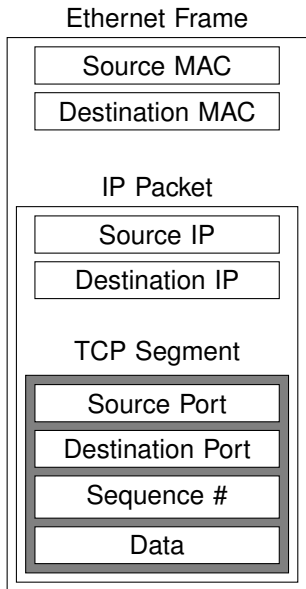 Ethernet Frame
Source MAC
Destination MAC
IP Packet
Source IP
Destination IP
TCP Segment
Source Port
Destination Port
Sequence #
Data